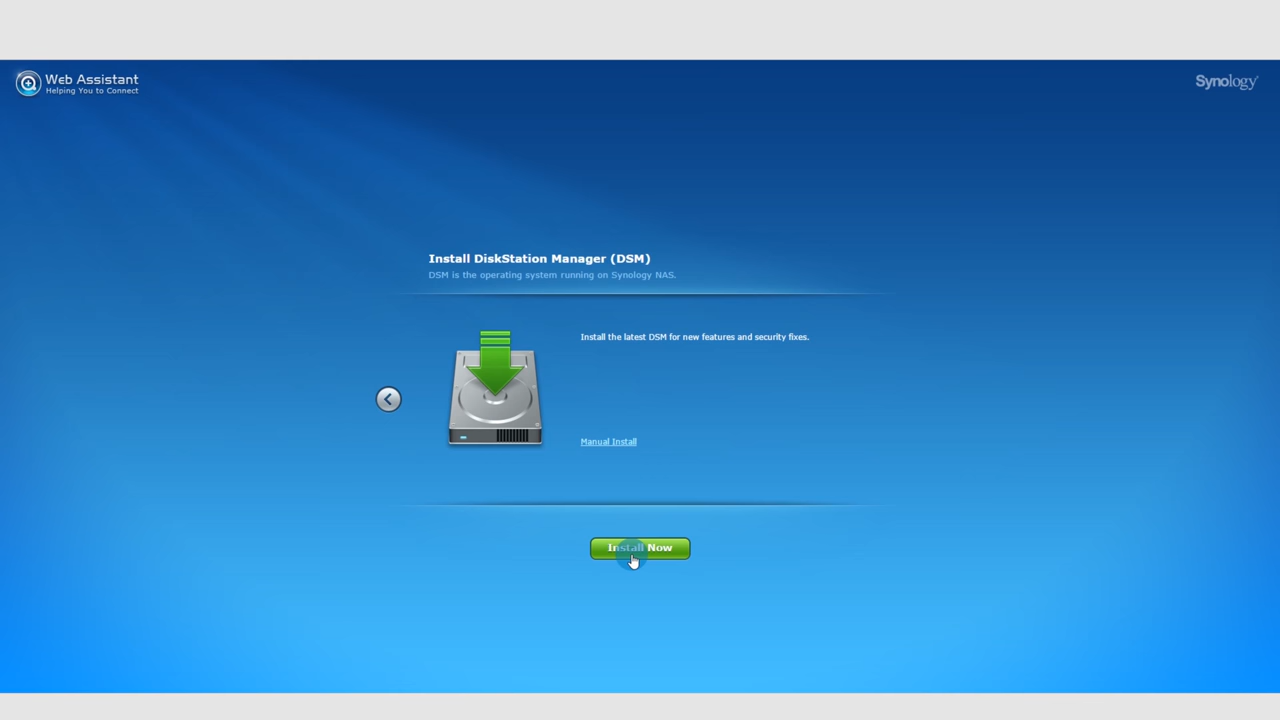 Web Assistant
Helping You to Connect
Synology
Install DiskStation Manager (DSM)
DSM is the operating system running on Synology NAS.
Install the latest DSM for new features and security fixes.
Manual Install
Install Now